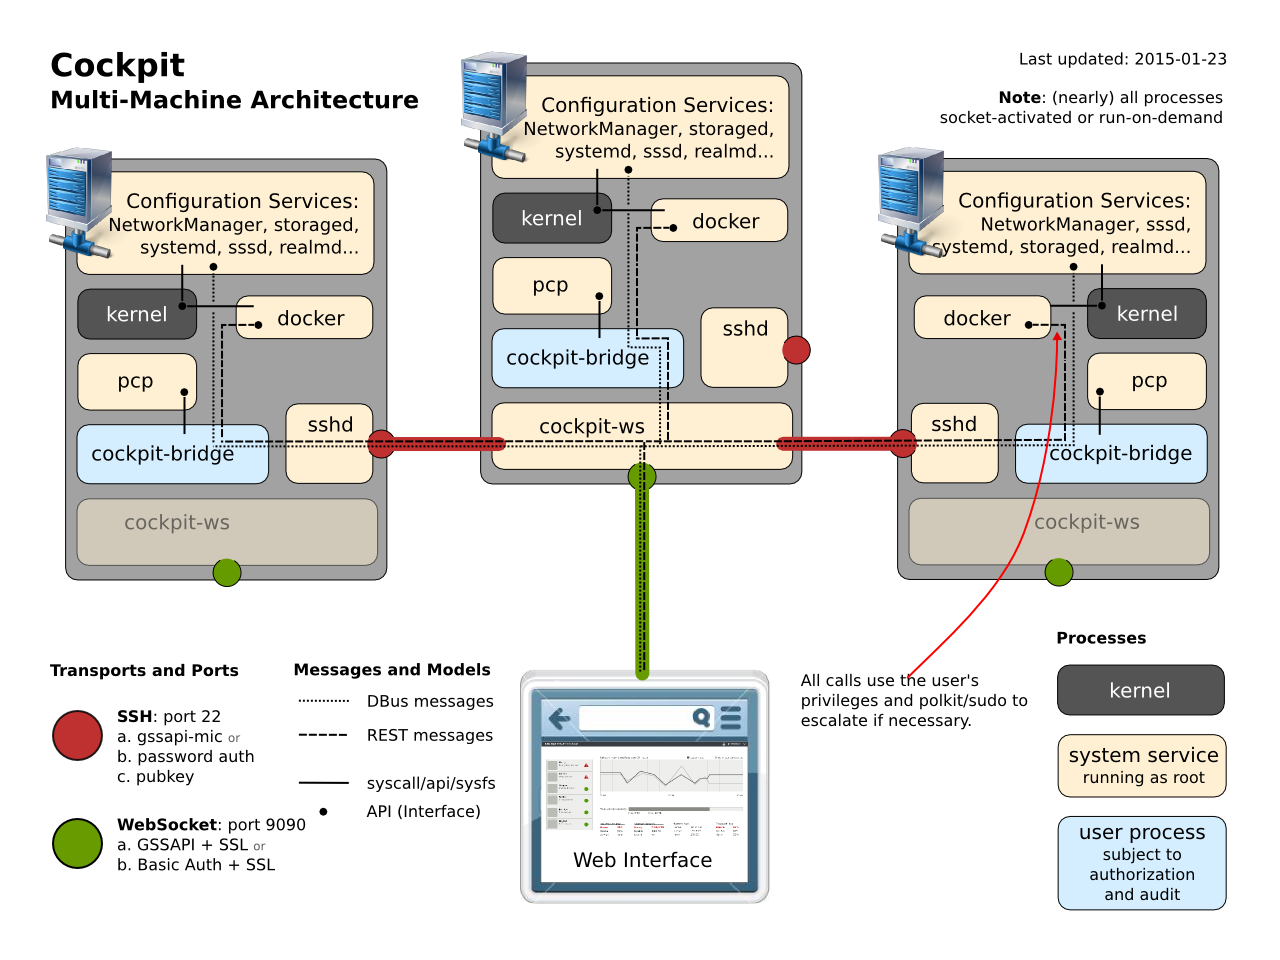 Cockpit
Multi-Machine Architecture
Last updated: 2015-01-23
Note: (nearly) all processes
socket-activated or run-on-demand
Configuration Services:
NetworkManager, storaged,
systemd, sssd, realmd...
kernel
docker
pcp
sshd
cockpit-bridge
cockpit-ws
Configuration Services:
NetworkManager, storaged,
systemd, sssd, realmd...
kernel
docker
pcp
cockpit-bridge
sshd
cockpit-ws
Configuration Services:
NetworkManager, sssd,
systemd, storaged, realmd...
docker
kernel
pcp
sshd
cockpit-bridge
cockpit-ws
Transports and Ports
SSH: port 22
a. gssapi-mic or
b. password auth
c. pubkey
WebSocket: port 9090
a. GSSAPI + SSL or
b. Basic Auth + SSL
Messages and Models
DBus messages
REST messages
syscall/api/sysfs
API (Interface)
Web Interface
All calls use the user's
privileges and polkit/sudo to
escalate if necessary.
Processes
kernel
system service
running as root
user process
subject to
authorization
and audit